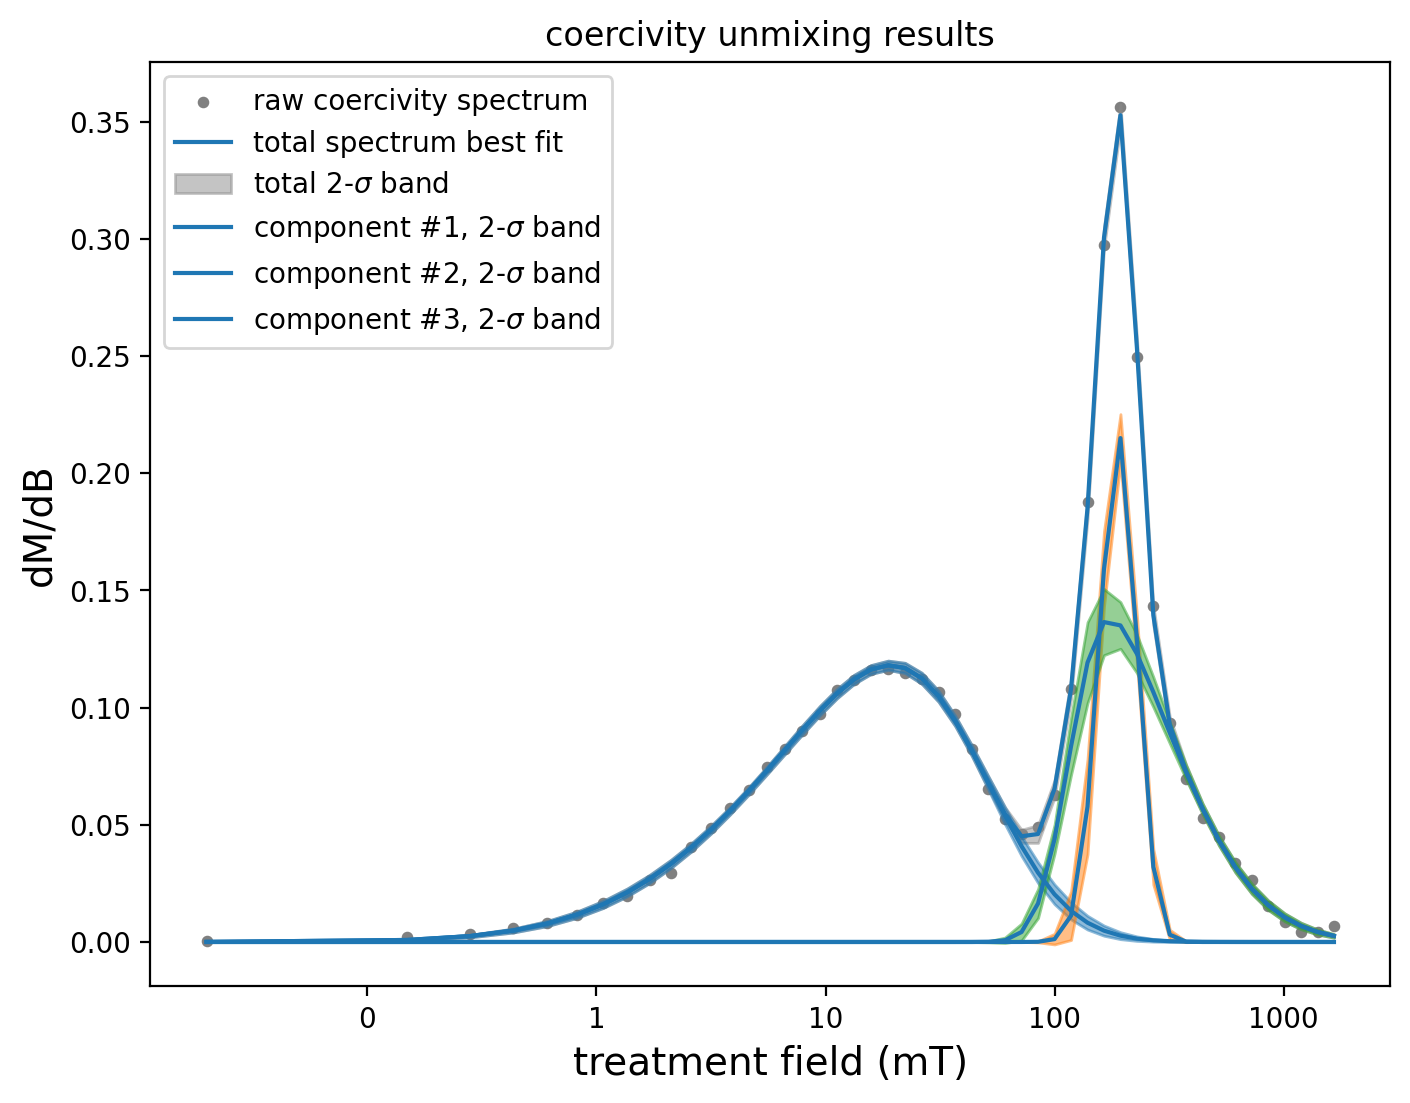 coercivity unmixing results
raw coercivity spectrum
total spectrum best fit
total 2-σ band
component #1, 2-σ band
component #2, 2-σ band
component #3, 2-σ band
dM/dB
0.35
0.30
0.25
0.20
0.15
0.10
0.05
0.00
0 1 10 100 1000
treatment field (mT)